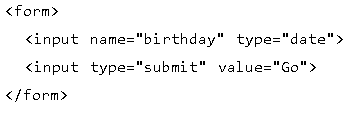 <form>
  <input name="birthday" type="date">
  <input type="submit" value="Go">
</form>